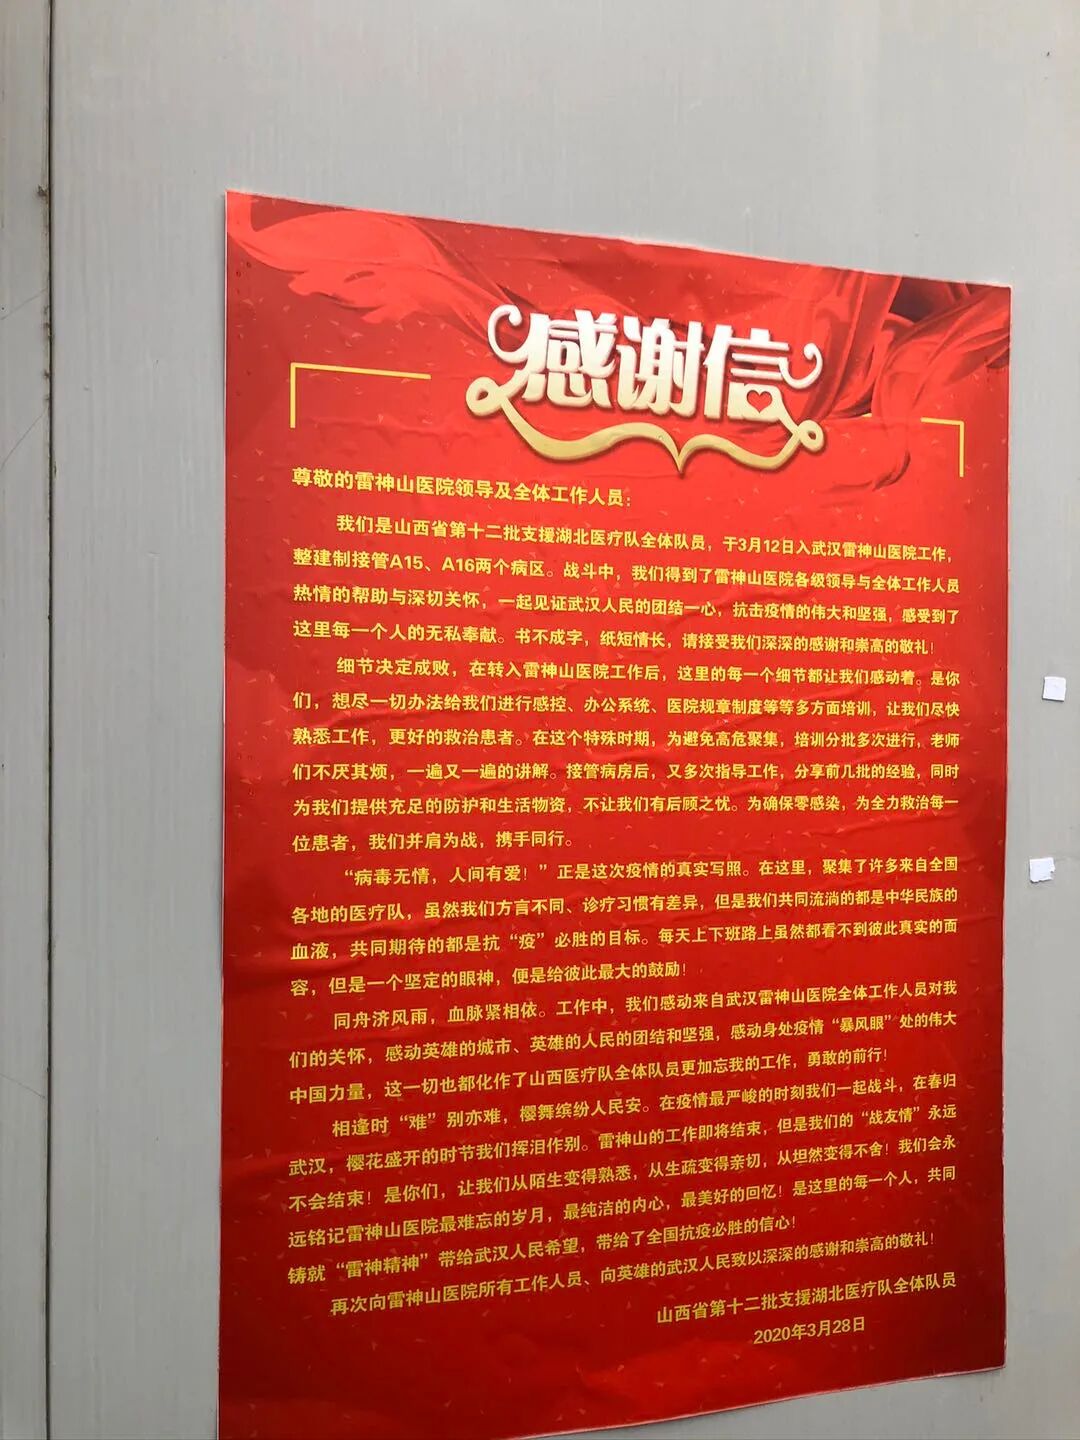 感谢信
尊敬的雷神山医院领导及全体工作人员：
我们是山西省第十二批支援湖北医疗队全体队员，于3月12日入武汉雷神山医院工作，
整建制接管A15、A16两个病区。战斗中，我们得到了雷神山医院各级领导与全体工作人员
热情的帮助与深切关怀，一起见证武汉人民的团结一心，抗击疫情的伟大和坚强，感受到了
这里每一个人的无私奉献。书不成字，纸短情长，请接受我们深深的感谢和崇高的敬礼！
细节决定成败，在转入雷神山医院工作后，这里的每一个细节都让我们感动着。是你
们，想尽一切办法给我们进行感控、办公系统、医院规章制度等等多方面培训，让我们尽快
熟悉工作，更好的救治患者。在这个特殊时期，为避免高危聚集，培训分批多次进行，老师
们不厌其烦，一遍又一遍的讲解。接管病房后，又多次指导工作，分享前几批的经验，同时
为我们提供充足的防护和生活物资，不让我们有后顾之忧。为确保零感染，为全力救治每一
位患者，我们并肩为战，携手同行。
“病毒无情，人间有爱！”正是这次疫情的真实写照。在这里，聚集了许多来自全国
各地的医疗队，虽然我们方言不同、诊疗习惯有差异，但是我们共同流淌的都是中华民族的
血液，共同期待的都是抗“疫”必胜的目标。每天上下班路上虽然都看不到彼此真实的面
容，但是一个坚定的眼神，便是给彼此最大的鼓励！
同舟济风雨，血脉紧相依。工作中，我们感动来自武汉雷神山医院全体工作人员对我
们的关怀，感动英雄的城市、英雄的人民的团结和坚强，感动身处疫情“暴风眼”处的伟大
中国力量，这一切也都化作了山西医疗队全体队员更加忘我的工作，勇敢的前行！
相逢时“难”别亦难，樱舞缤纷人民安。在疫情最严峻的时刻我们一起战斗，在春归
武汉，樱花盛开的时节我们挥泪作别。雷神山的工作即将结束，但是我们的“战友情”永远
不会结束！是你们，让我们从陌生变得熟悉，从生疏变得亲切，从坦然变得不舍！我们会永
远铭记雷神山医院最难忘的岁月，最纯洁的内心，最美好的回忆！是这里的每一个人，共同
铸就“雷神精神”带给武汉人民希望，带给了全国抗疫必胜的信心！
再次向雷神山医院所有工作人员、向英雄的武汉人民致以深深的感谢和崇高的敬礼！
山西省第十二批支援湖北医疗队全体队员
2020年3月28日